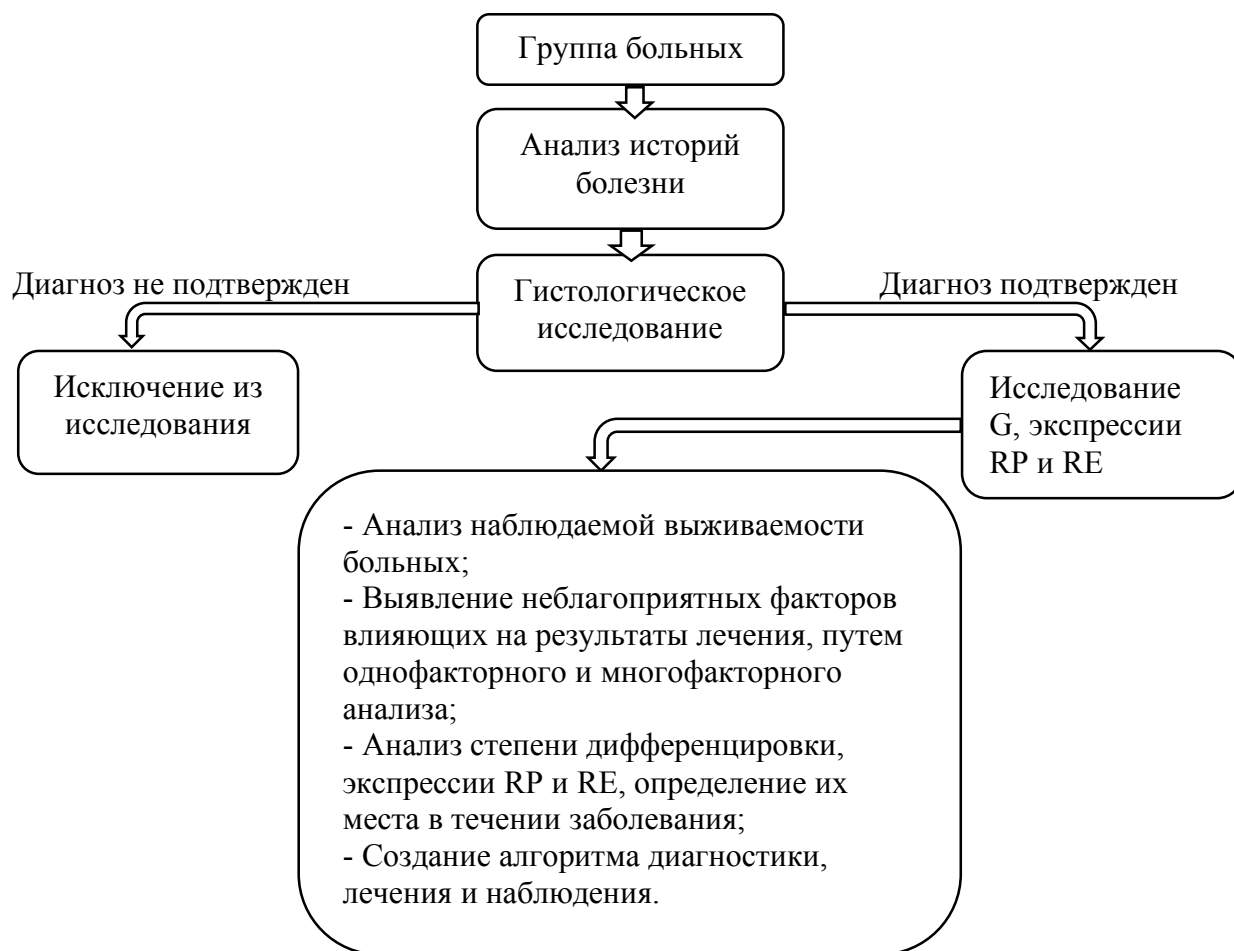 Группа больных
Анализ историй
болезни
Диагноз не подтвержден
Гистологическое
исследование
Диагноз подтвержден
Исключение из
исследования
Исследование
G, экспрессии
RP и RE
- Анализ наблюдаемой выживаемости
больных;
- Выявление неблагоприятных факторов
влияющих на результаты лечения, путем
однофакторного и многофакторного
анализа;
- Анализ степени дифференцировки,
экспрессии RP и RE, определение их
места в течении заболевания;
- Создание алгоритма диагностики,
лечения и наблюдения.